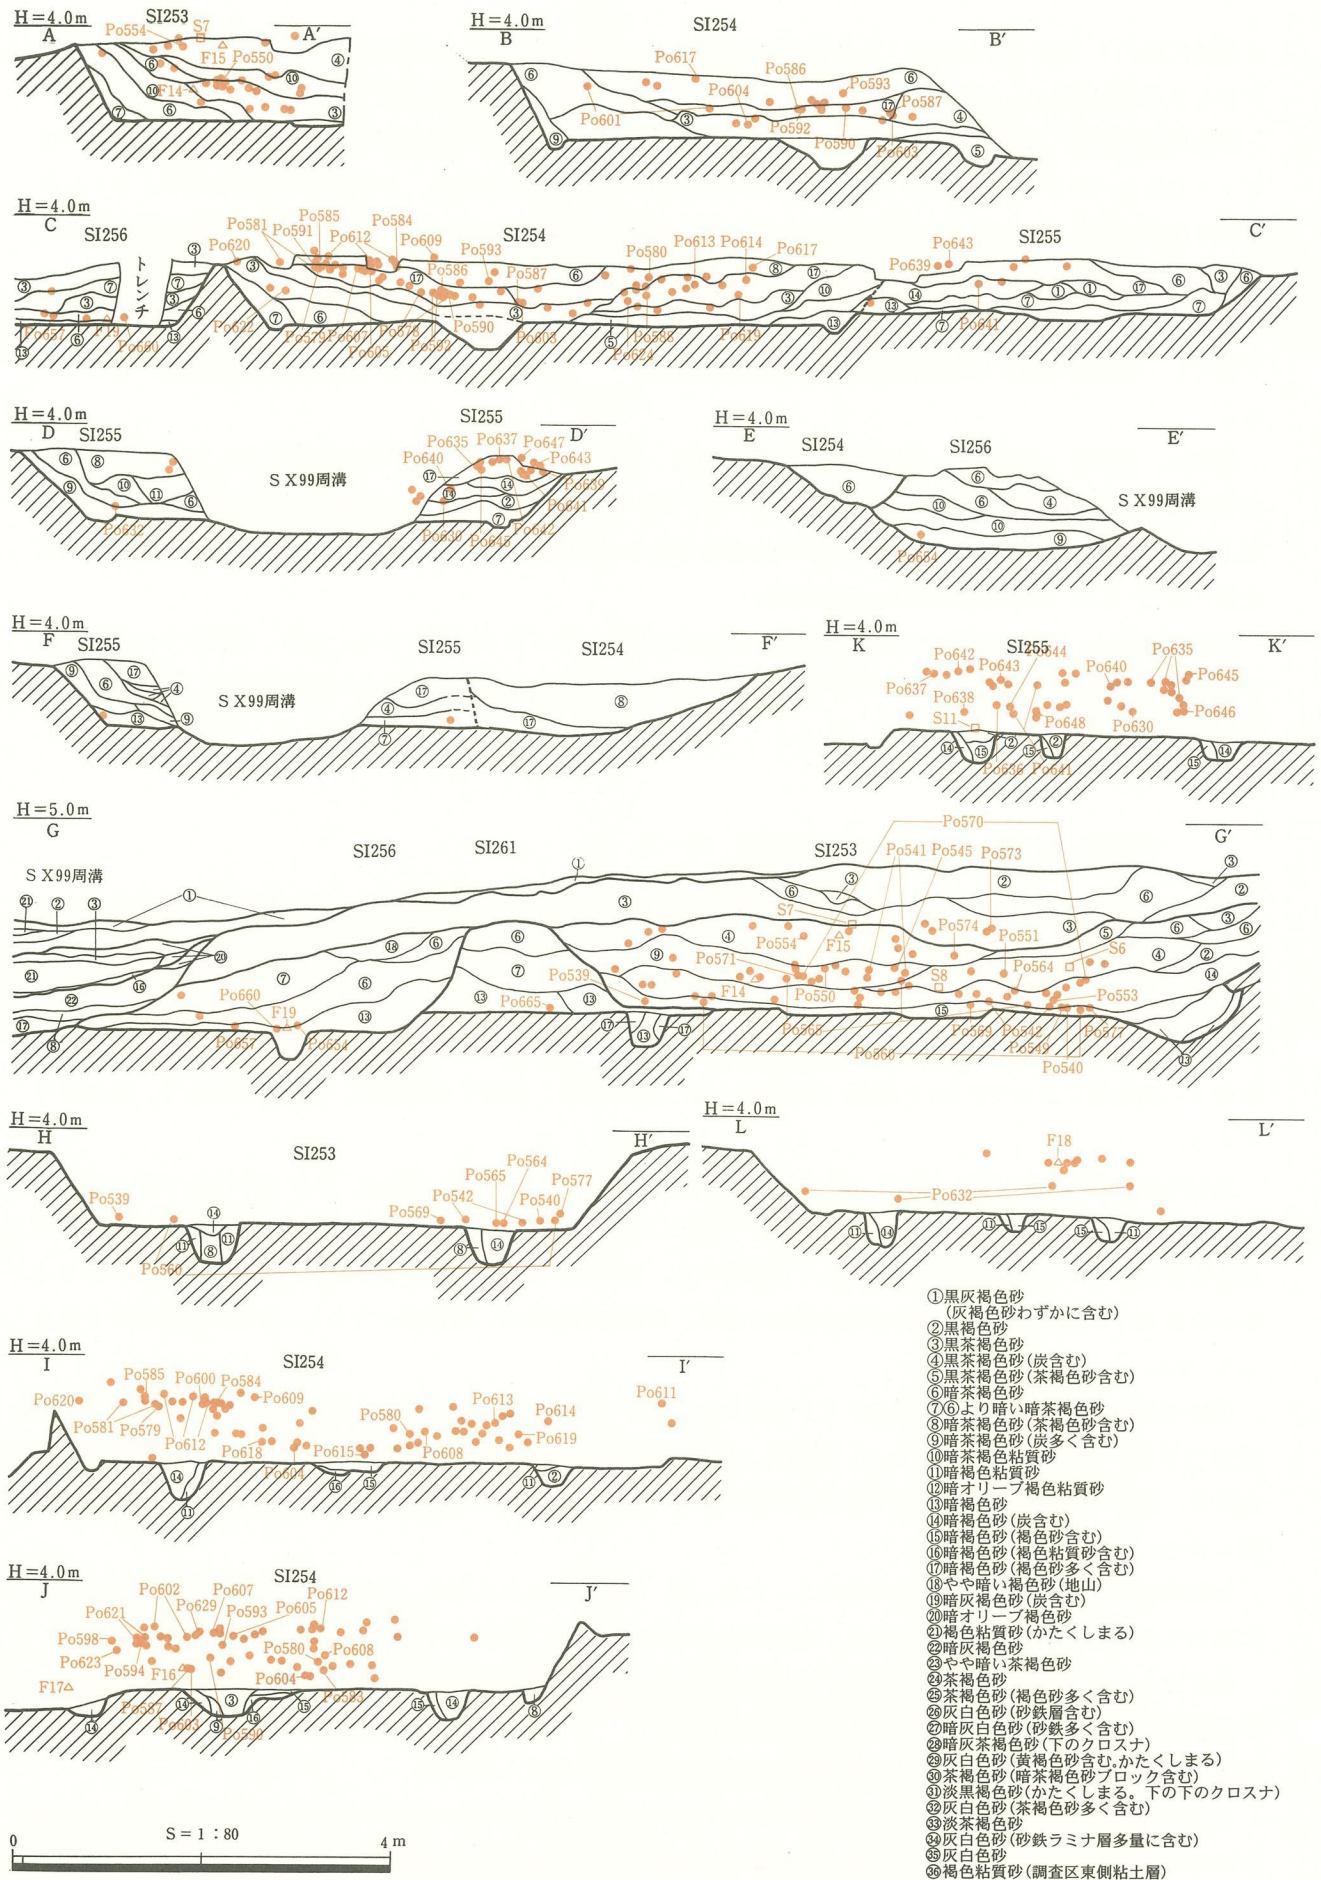 H=4.0m
A
SI253
A′
Po554
S7
F15
Po550
F14
⑥
⑩
④
⑩
⑦
⑥
③
H=4.0m
B
SI254
B′
Po617
Po586
Po593
Po604
Po587
Po601
Po592
Po590
Po603
⑥
⑥
⑰
④
③
⑨
⑤
H=4.0m
C
SI256
トレンチ
SI254
SI255
C′
Po620
Po581
Po591
Po585
Po612
Po584
Po609
Po593
Po586
Po587
Po580
Po613
Po614
Po617
Po639
Po643
Po657
F19
Po660
Po622
Po579
Po607
Po605
Po578
Po592
Po590
Po603
Po624
Po588
Po619
Po641
H=4.0m
D
SI255
SX99周溝
SI255
D′
Po632
Po640
Po635
Po637
Po647
Po643
Po639
Po641
Po642
Po645
Po630
H=4.0m
E
SI254
SI256
SX99周溝
E′
Po654
H=4.0m
F
SI255
SX99周溝
SI255
SI254
F′
H=4.0m
K
SI255
K′
Po642
Po643
Po644
Po640
Po635
Po645
Po637
Po638
S11
Po648
Po630
Po646
Po636
Po641
H=5.0m
G
SX99周溝
SI256
SI261
SI253
G′
Po570
Po541
Po545
Po573
S7
Po554
F15
Po574
Po551
S6
Po571
Po539
F14
Po550
S8
Po564
Po553
Po660
F19
Po665
Po657
Po654
Po565
Po569
Po542
Po577
Po549
Po560
Po540
H=4.0m
H
SI253
H′
Po539
Po569
Po542
Po565
Po564
Po540
Po577
Po560
H=4.0m
L
L′
F18
Po632
H=4.0m
I
SI254
I′
Po620
Po585
Po600
Po584
Po609
Po581
Po579
Po612
Po618
Po604
Po615
Po580
Po608
Po613
Po614
Po619
Po611
H=4.0m
J
SI254
J′
Po602
Po607
Po612
Po621
Po629
Po593
Po605
Po598
Po623
Po594
F16
Po580
Po608
Po604
F17
Po587
Po603
Po590
Po583
①黒灰褐色砂
(灰褐色砂わずかに含む)
②黒褐色砂
③黒茶褐色砂
④黒茶褐色砂(炭含む)
⑤黒茶褐色砂(茶褐色砂含む)
⑥暗茶褐色砂
⑦⑥より暗い暗茶褐色砂
⑧暗茶褐色砂(茶褐色砂含む)
⑨暗茶褐色砂(炭多く含む)
⑩暗茶褐色粘質砂
⑪暗褐色粘質砂
⑫暗オリーブ褐色粘質砂
⑬暗褐色砂
⑭暗褐色砂(炭含む)
⑮暗褐色砂(褐色砂含む)
⑯暗褐色砂(褐色粘質砂含む)
⑰暗褐色砂(褐色砂多く含む)
⑱やや暗い褐色砂(地山)
⑲暗灰褐色砂(炭含む)
⑳暗オリーブ褐色砂
㉑褐色粘質砂(かたくしまる)
㉒暗灰褐色砂
㉓やや暗い茶褐色砂
㉔茶褐色砂
㉕茶褐色砂(褐色砂多く含む)
㉖灰白色砂(砂鉄層含む)
㉗暗灰白色砂(砂鉄多く含む)
㉘暗灰茶褐色砂(下のクロスナ)
㉙灰白色砂(黄褐色砂含む。かたくしまる)
㉚茶褐色砂(暗茶褐色砂ブロック含む)
㉛淡黒褐色砂(かたくしまる。下の下のクロスナ)
㉜灰白色砂(茶褐色砂多く含む)
㉝淡茶褐色砂
㉞灰白色砂(砂鉄ラミナ層多量に含む)
㉟灰白色砂
㊱褐色粘質砂(調査区東側粘土層)
0
S=1:80
4m